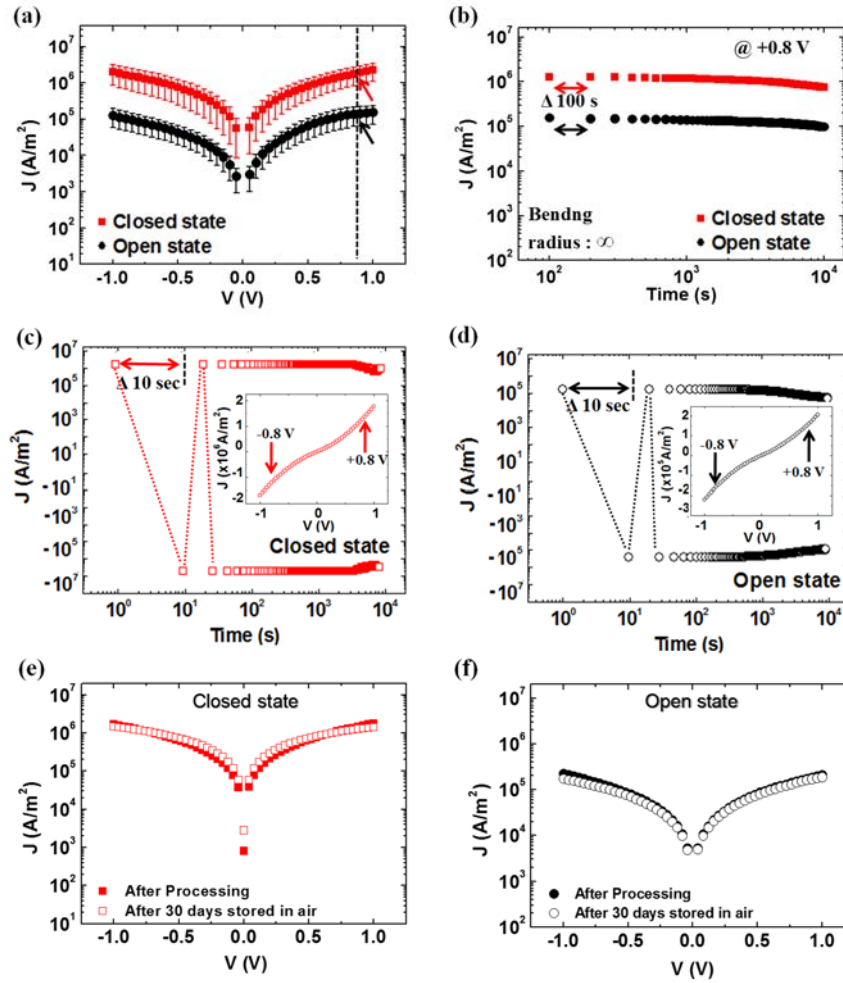 (a)
10⁷
10⁶
10⁵
10⁴
10³
10²
10¹
J (A/m²)
Closed state
Open state
-1.0 -0.5 0.0 0.5 1.0
V (V)
(b)
@ +0.8 V
10⁷
10⁶
10⁵
10⁴
10³
10²
J (A/m²)
Δ 100 s
Bendng
radius : ∞
Closed state
Open state
10² 10³ 10⁴
Time (s)
(c)
10⁷
10⁵
10³
10¹
10⁻¹
- 10⁻¹
- 10¹
- 10³
- 10⁵
- 10⁷
J (A/m²)
Δ 10 sec
2
1
0
-1
-2
J (x10⁶A/m²)
-0.8 V
+0.8 V
-1 0 1
V (V)
Closed state
10⁰ 10¹ 10² 10³ 10⁴
Time (s)
(d)
10⁷
10⁵
10³
10¹
10⁻¹
- 10⁻¹
- 10¹
- 10³
- 10⁵
- 10⁷
J (A/m²)
Δ 10 sec
2
1
0
-1
-2
-3
J (x10⁵A/m²)
-0.8 V
+0.8 V
-1 0 1
V (V)
Open state
10⁰ 10¹ 10² 10³ 10⁴
Time (s)
(e)
Closed state
10⁷
10⁶
10⁵
10⁴
10³
10²
10¹
J (A/m²)
After Processing
After 30 days stored in air
-1.0 -0.5 0.0 0.5 1.0
V (V)
(f)
Open state
10⁷
10⁶
10⁵
10⁴
10³
10²
J (A/m²)
After Processing
After 30 days stored in air
-1.0 -0.5 0.0 0.5 1.0
V (V)